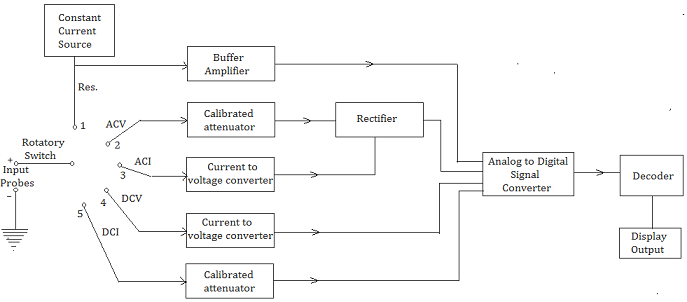 Constant
Current
Source
Buffer
Amplifier
Res.
1
ACV
2
Calibrated
attenuator
Rectifier
Rotatory
Switch
+
Input
Probes
–
ACI
3
Current to
voltage converter
Analog to Digital
Signal
Converter
Decoder
DCV
4
5
DCI
Current to
voltage converter
Display
Output
Calibrated
attenuator